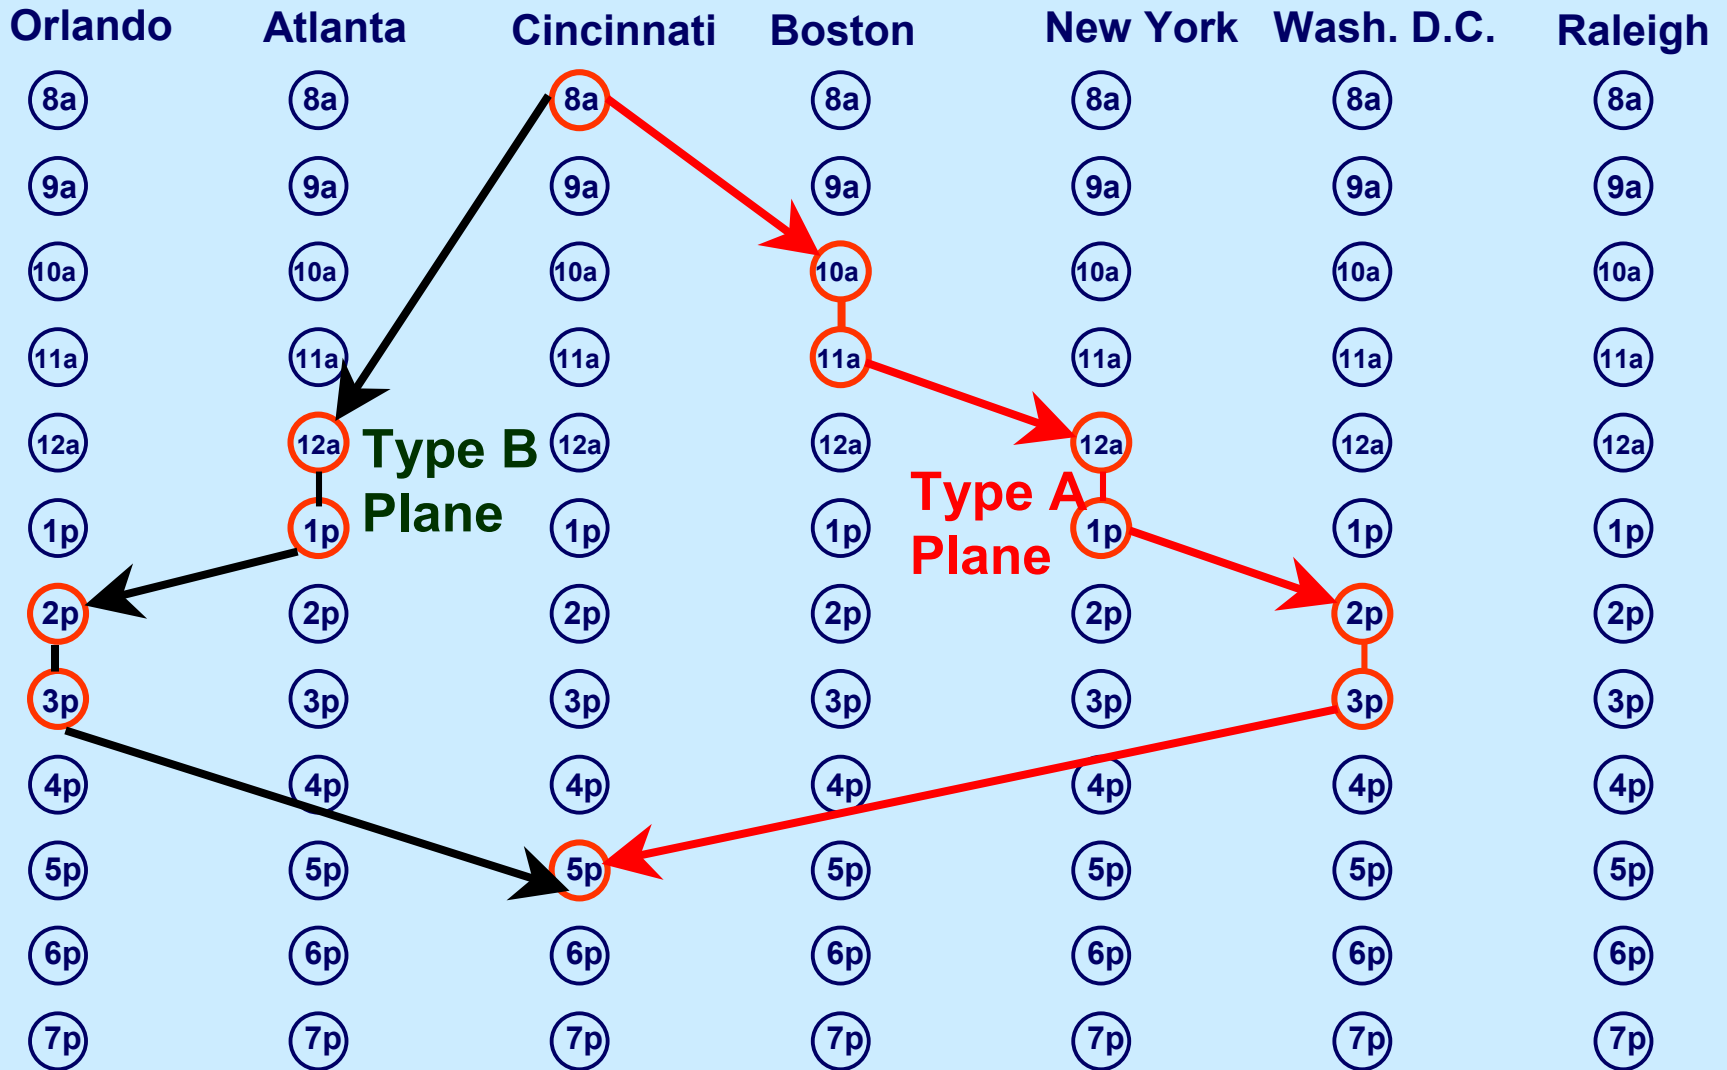 Orlando Atlanta Cincinnati Boston New York Wash. D.C. Raleigh
8a 8a 8a 8a 8a 8a 8a
9a 9a 9a 9a 9a 9a 9a
10a 10a 10a 10a 10a 10a 10a
11a 11a 11a 11a 11a 11a 11a
12a 12a 12a 12a 12a 12a 12a
Type B
Plane
Type A
Plane
1p 1p 1p 1p 1p 1p 1p
2p 2p 2p 2p 2p 2p 2p
3p 3p 3p 3p 3p 3p 3p
4p 4p 4p 4p 4p 4p 4p
5p 5p 5p 5p 5p 5p 5p
6p 6p 6p 6p 6p 6p 6p
7p 7p 7p 7p 7p 7p 7p